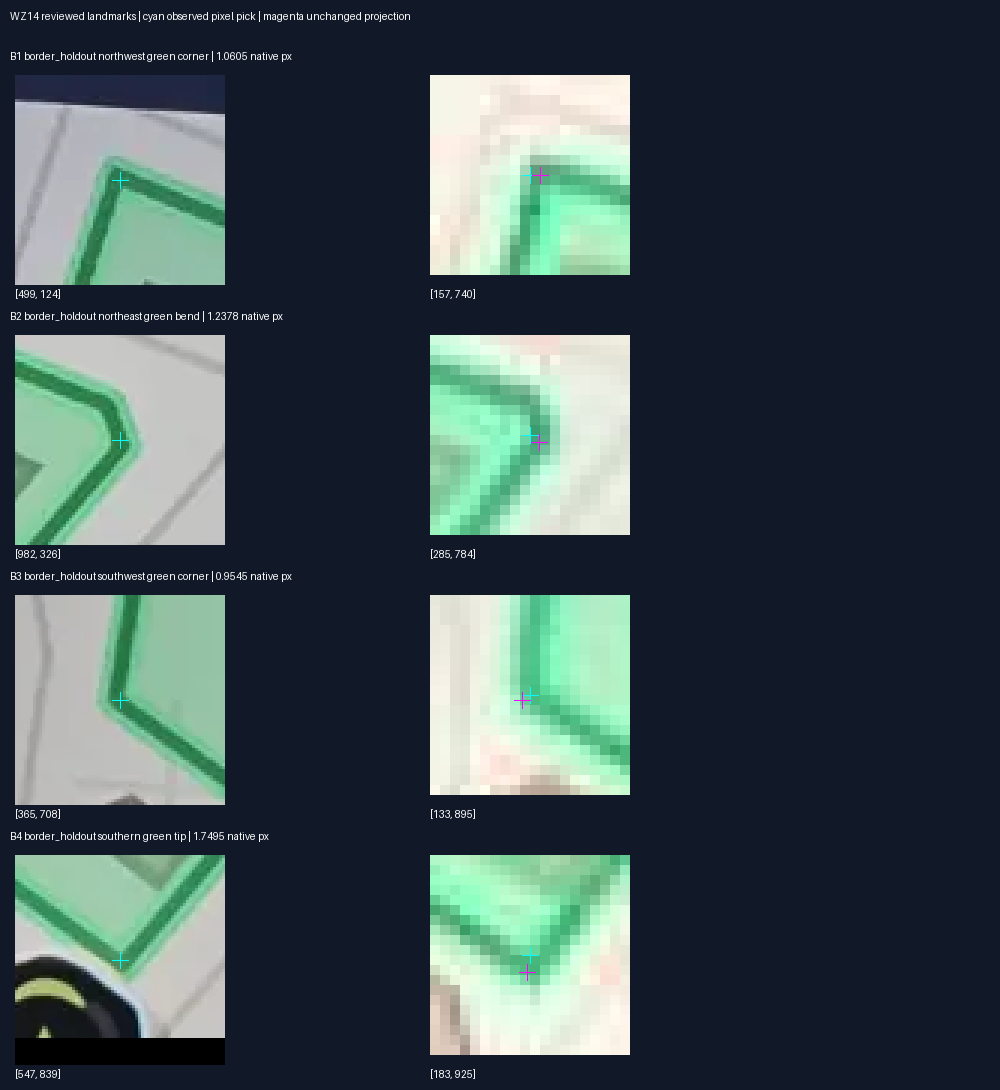 WZ14 reviewed landmarks | cyan observed pixel pick | magenta unchanged projection
B1 border_holdout northwest green corner | 1.0605 native px
[499, 124] [157, 740]
B2 border_holdout northeast green bend | 1.2378 native px
[982, 326] [285, 784]
B3 border_holdout southwest green corner | 0.9545 native px
[365, 708] [133, 895]
B4 border_holdout southern green tip | 1.7495 native px
[547, 839] [183, 925]